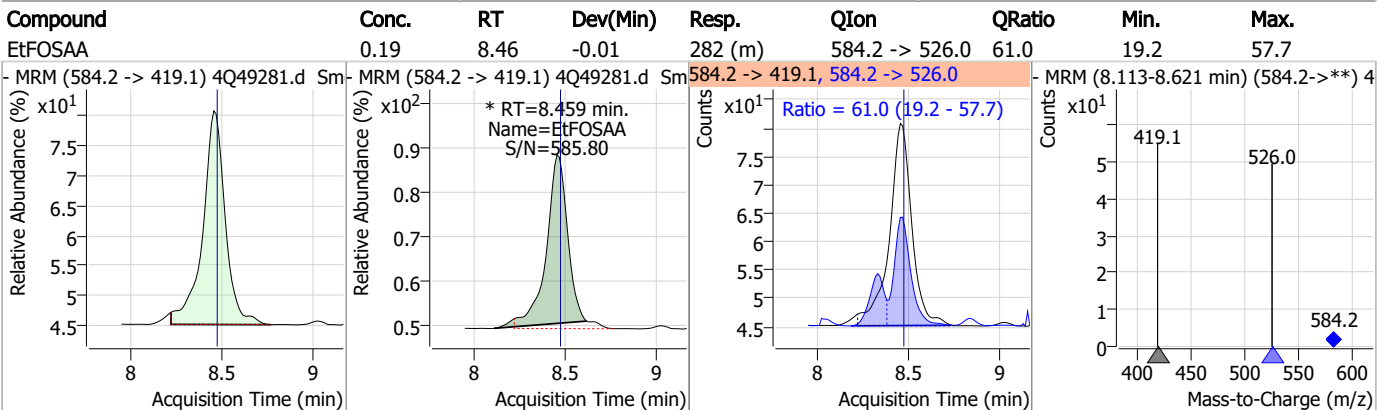 Compound Conc. RT Dev(Min) Resp. QIon QRatio Min. Max.
EtFOSAA 0.19 8.46 -0.01 282 (m) 584.2 -> 526.0 61.0 19.2 57.7
- MRM (584.2 -> 419.1) 4Q49281.d Sm
x10¹
Relative Abundance (%)
7.5
7
6.5
6
5.5
5
4.5
8 8.5 9
Acquisition Time (min)
- MRM (584.2 -> 419.1) 4Q49281.d Sm
x10²
* RT=8.459 min.
Name=EtFOSAA
S/N=585.80
Relative Abundance (%)
0.9
0.8
0.7
0.6
0.5
8 8.5 9
Acquisition Time (min)
584.2 -> 419.1, 584.2 -> 526.0
x10¹
Ratio = 61.0 (19.2 - 57.7)
Counts
7.5
7
6.5
6
5.5
5
4.5
8 8.5 9
Acquisition Time (min)
- MRM (8.113-8.621 min) (584.2->**) 4
x10¹
Counts
419.1
526.0
584.2
5
4
3
2
1
0
400 450 500 550 600
Mass-to-Charge (m/z)